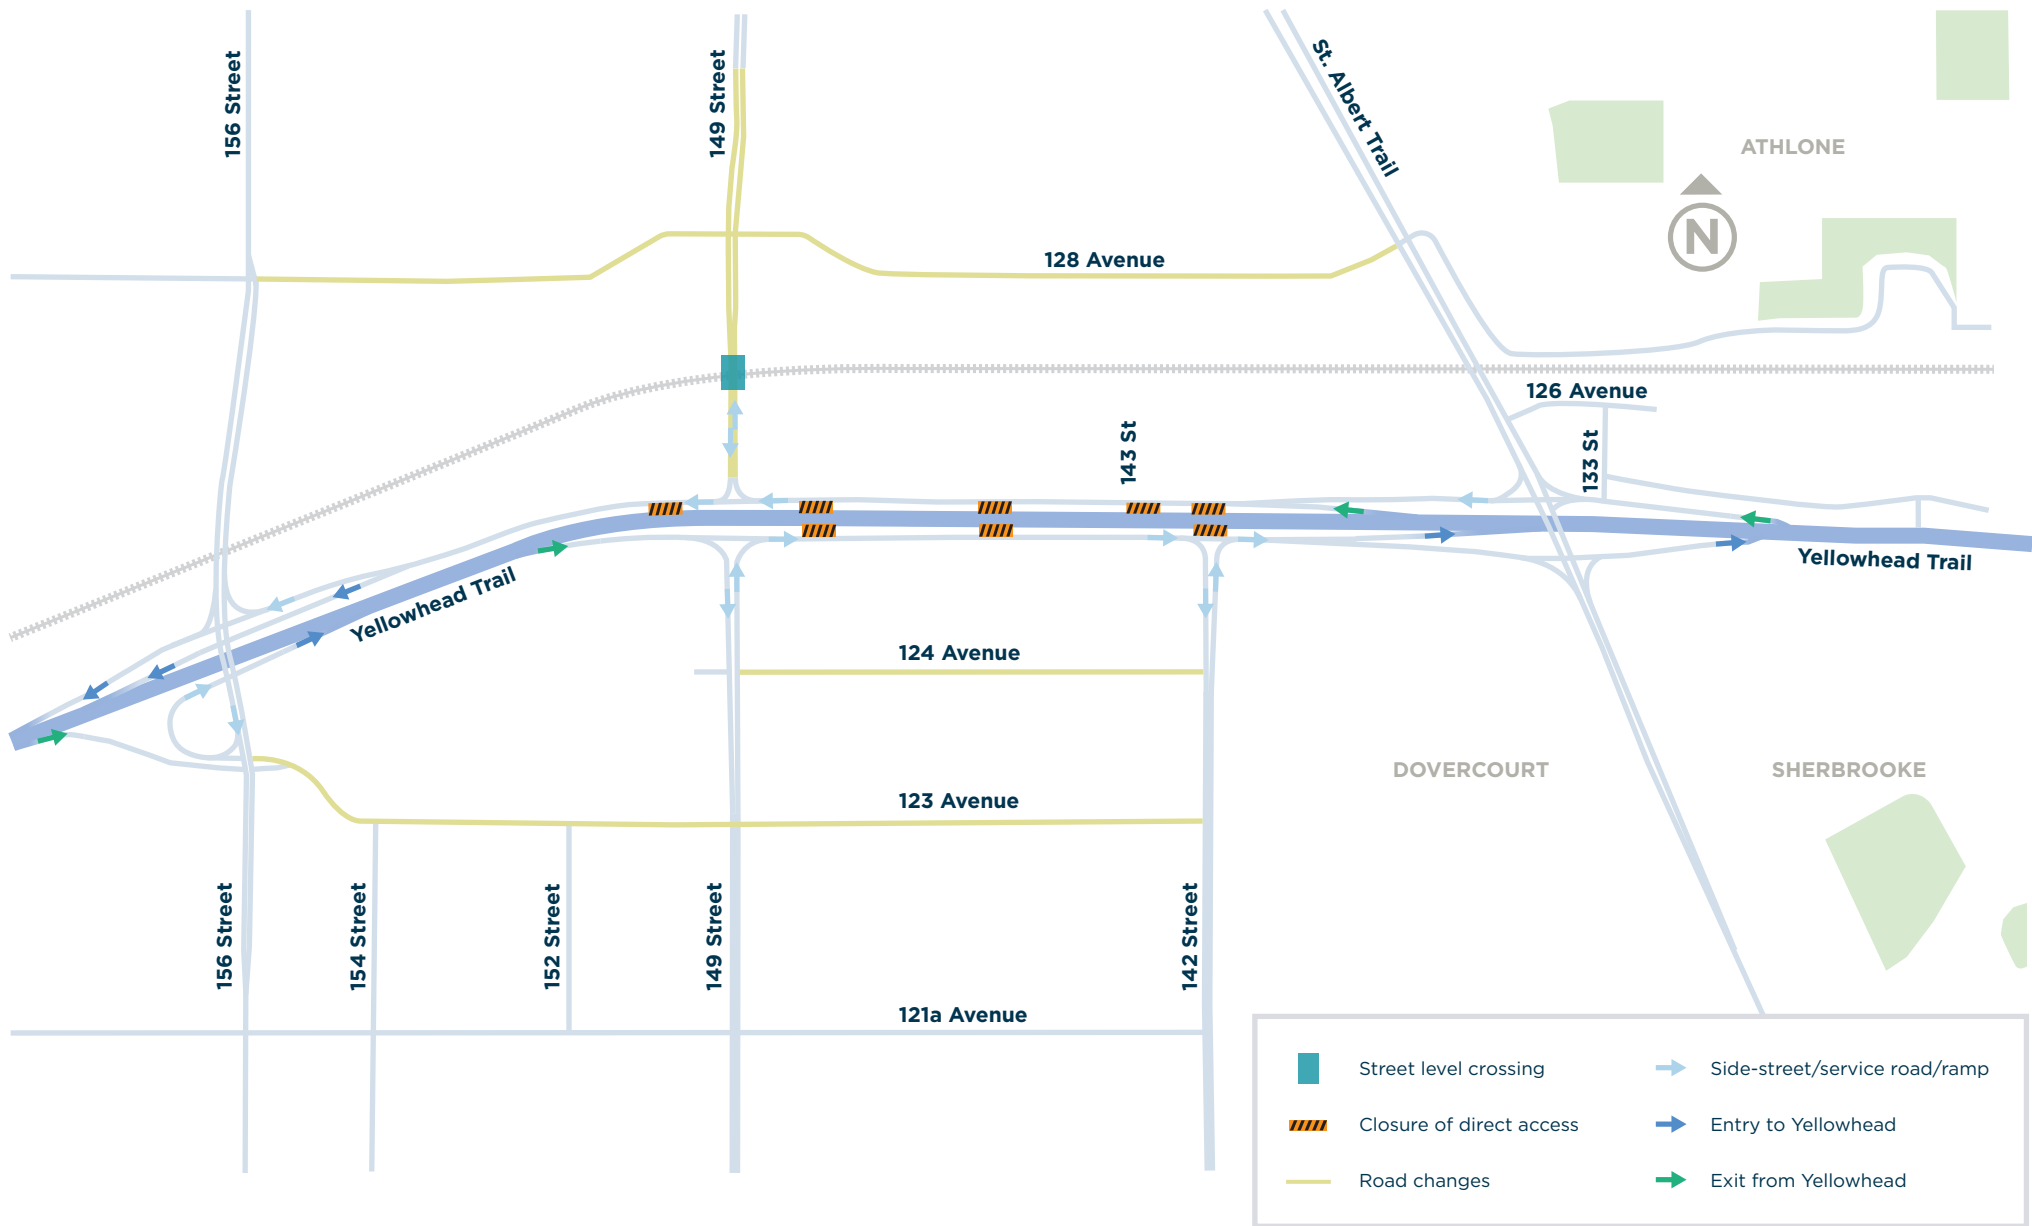 156 Street
149 Street
St. Albert Trail
ATHLONE
N
128 Avenue
126 Avenue
143 St
133 St
Yellowhead Trail
Yellowhead Trail
124 Avenue
DOVERCOURT
SHERBROOKE
123 Avenue
156 Street
154 Street
152 Street
149 Street
142 Street
121a Avenue
Street level crossing
Closure of direct access
Road changes
Side-street/service road/ramp
Entry to Yellowhead
Exit from Yellowhead